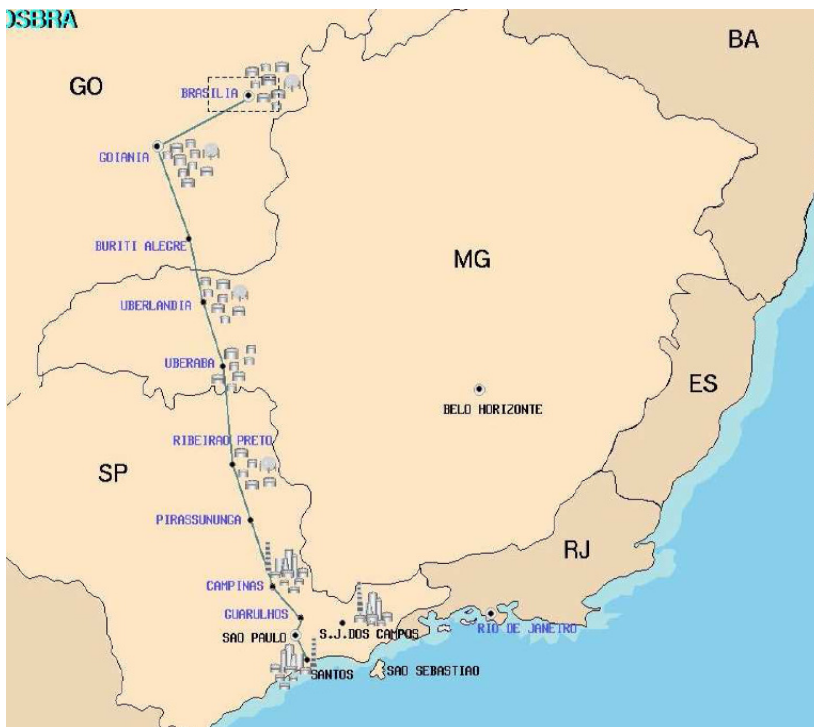 OSBRA
BA
GO
BRASILIA
GOIANIA
BURITI ALEGRE
MG
UBERLANDIA
UBERABA
ES
BELO HORIZONTE
RIBEIRAO PRETO
SP
PIRASSUNUNGA
RJ
CAMPINAS
GUARULHOS
RIO DE JANEIRO
SAO PAULO
S.J.DOS CAMPOS
SANTOS
SAO SEBASTIAO